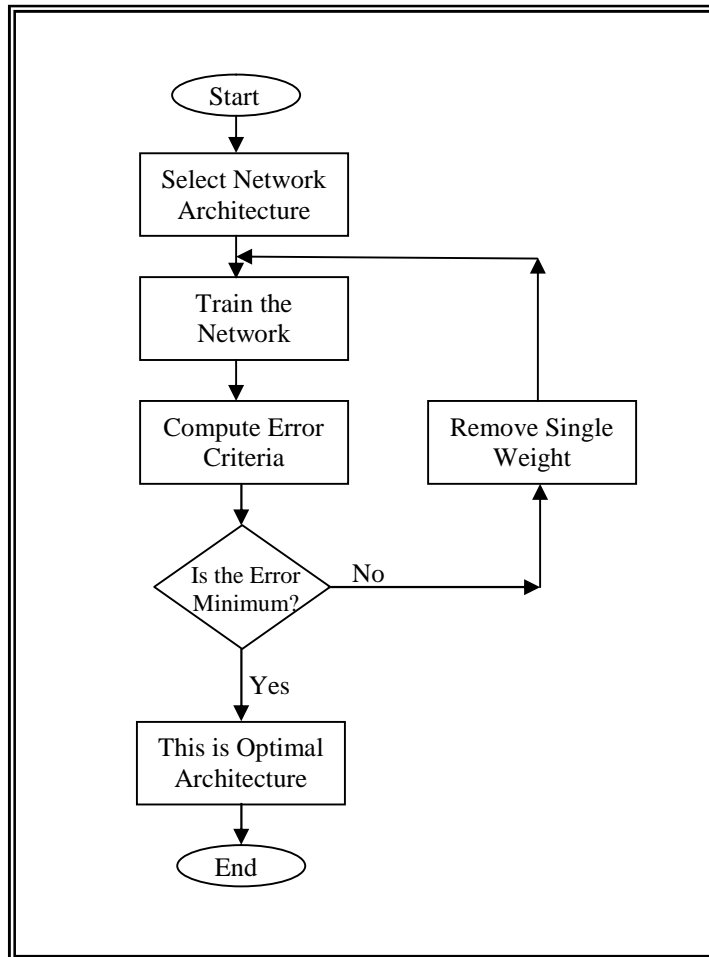 Start
Select Network
Architecture
Train the
Network
Compute Error
Criteria
Remove Single
Weight
Is the Error
Minimum?
No
Yes
This is Optimal
Architecture
End